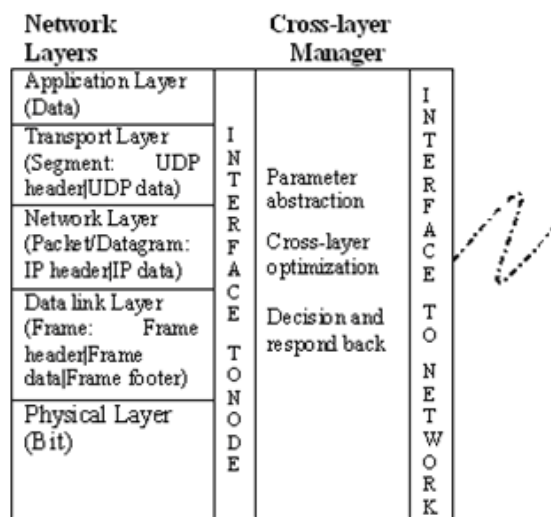 Network
Layers
Cross-layer
Manager
Application Layer
(Data)
Transport Layer
(Segment: UDP
header|UDP data)
Network Layer
(Packet/Datagram:
IP header|IP data)
Data link Layer
(Frame: Frame
header|Frame
data|Frame footer)
Physical Layer
(Bit)
INTERFACE TONODE
Parameter
abstraction
Cross-layer
optimization
Decision and
respond back
INTERFACE TO NETWORK